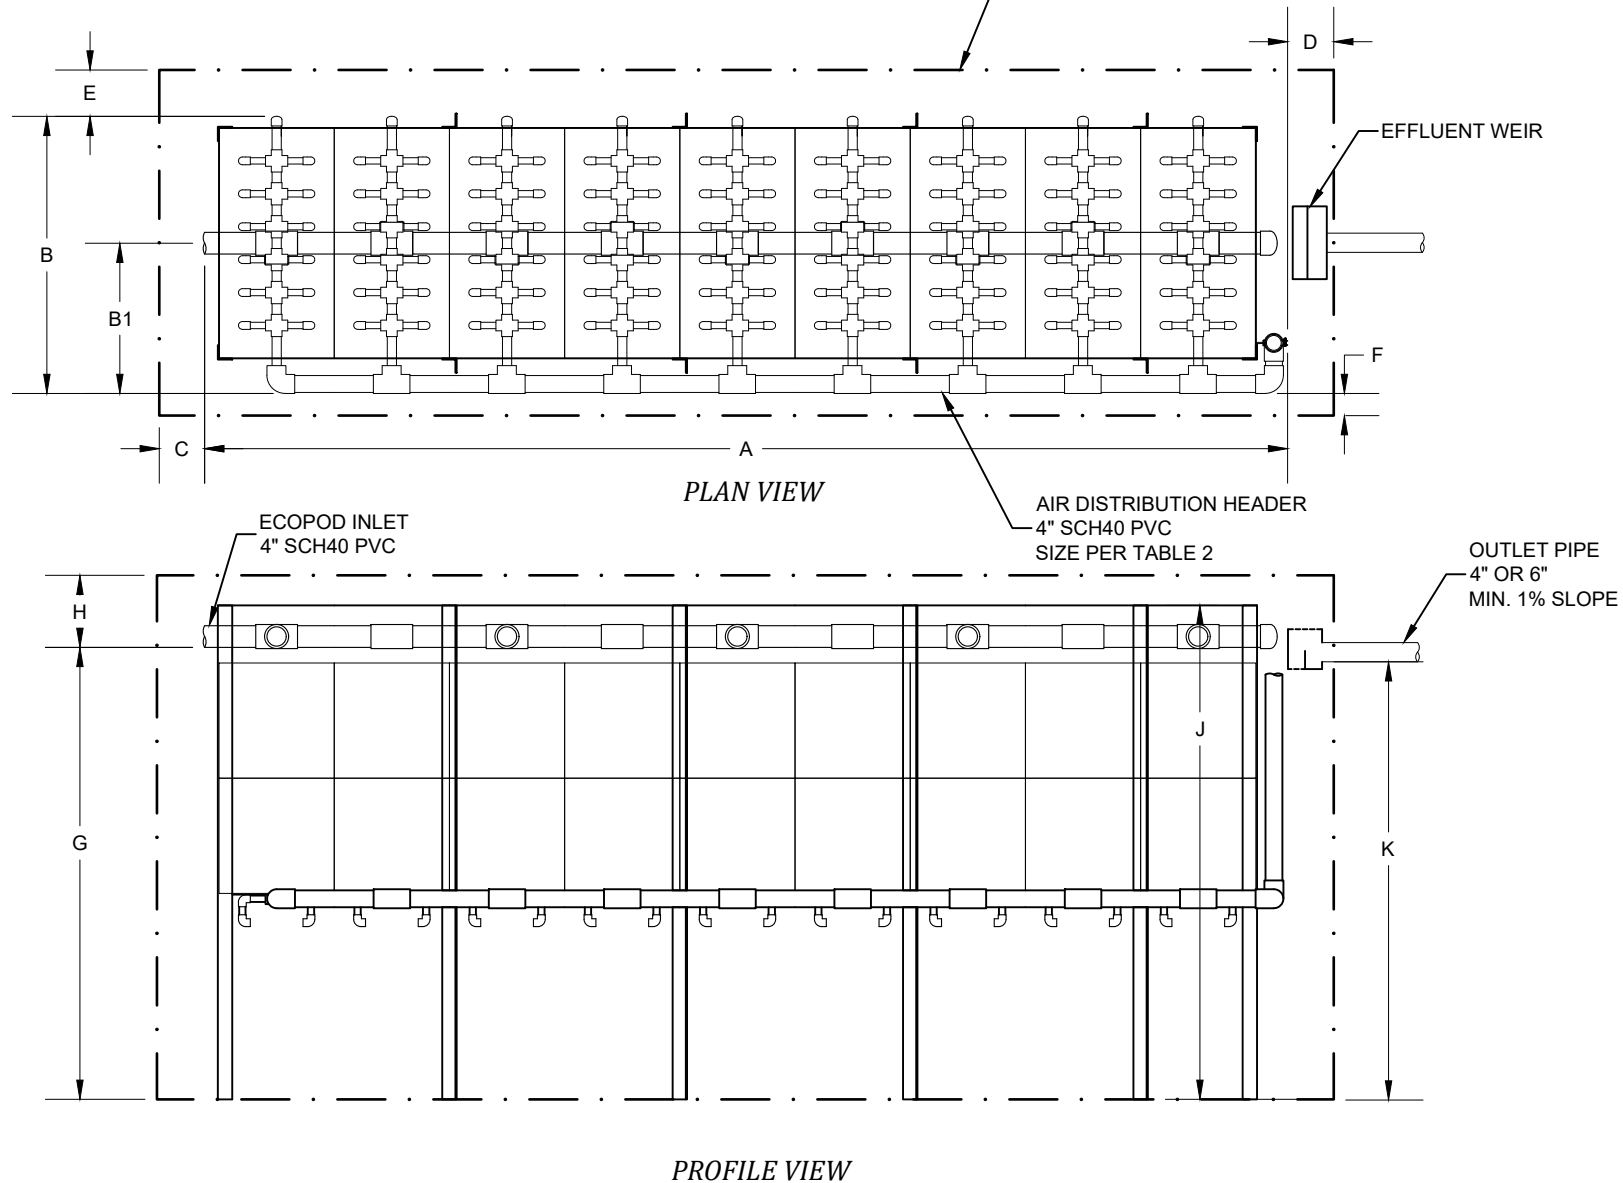 D
E
EFFLUENT WEIR
B
B1
F
C
A
PLAN VIEW
ECOPOD INLET
4" SCH40 PVC
AIR DISTRIBUTION HEADER
4" SCH40 PVC
SIZE PER TABLE 2
OUTLET PIPE
4" OR 6"
MIN. 1% SLOPE
H
J
G
K
PROFILE VIEW